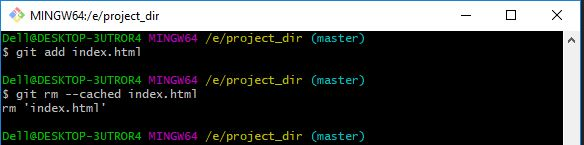 MINGW64:/e/project_dir
Dell@DESKTOP-3UTROR4 MINGW64 /e/project_dir (master)
$ git add index.html
Dell@DESKTOP-3UTROR4 MINGW64 /e/project_dir (master)
$ git rm --cached index.html
rm 'index.html'
Dell@DESKTOP-3UTROR4 MINGW64 /e/project_dir (master)